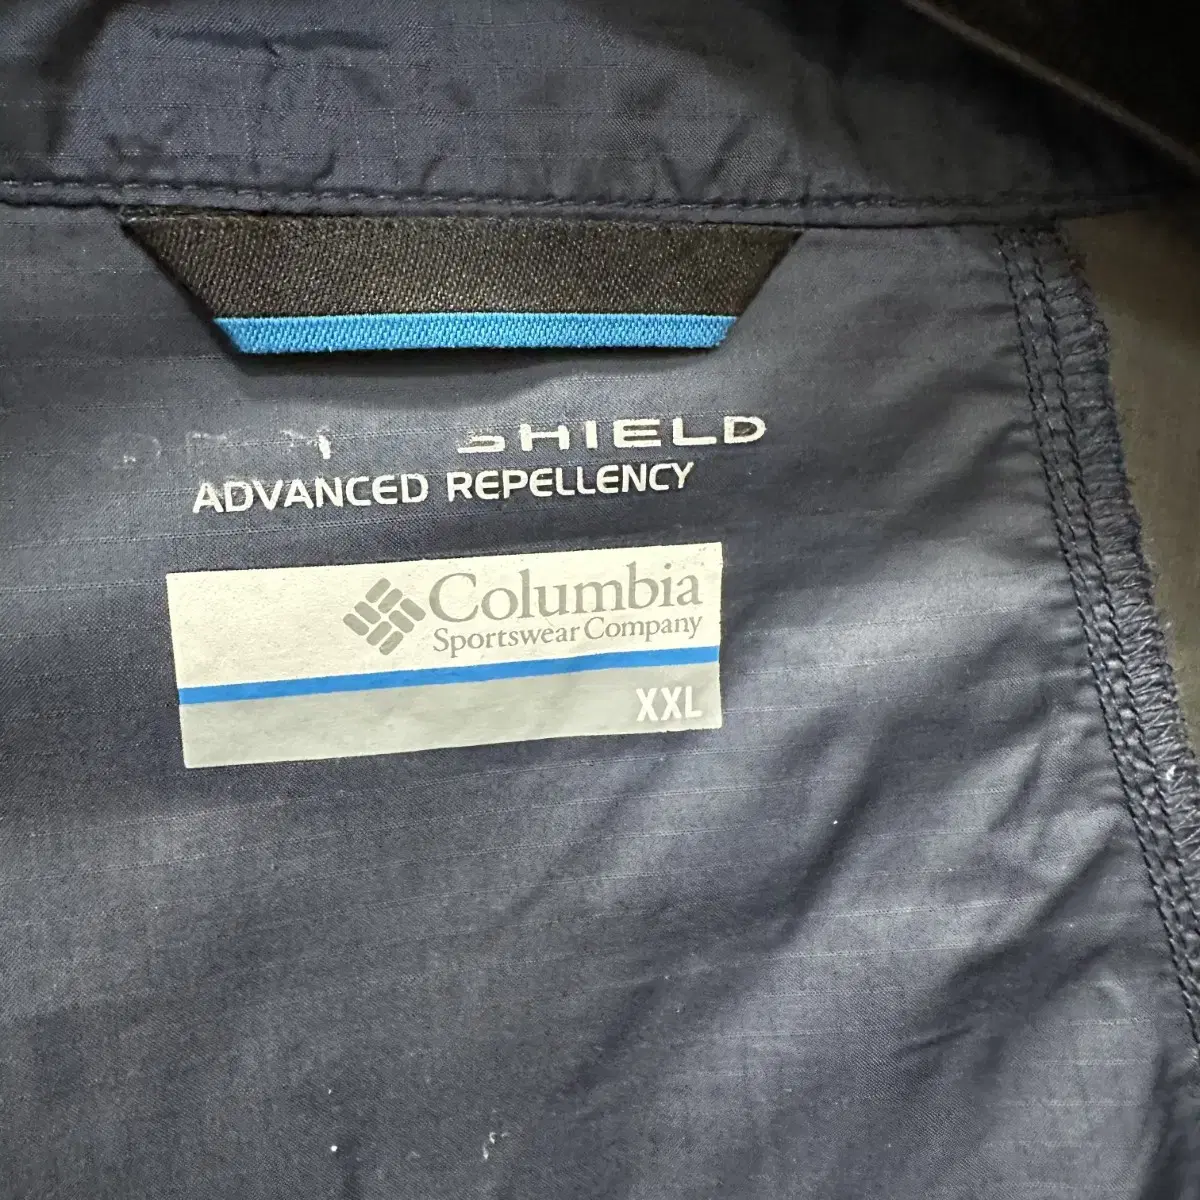 SHIELD
ADVANCED REPELLENCY
Columbia
Sportswear Company
XXL